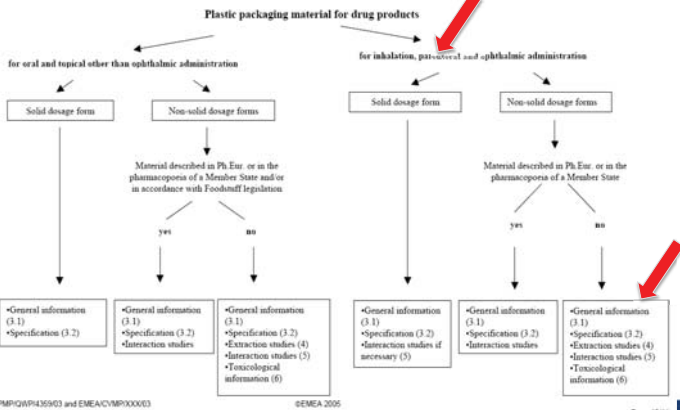 Plastic packaging material for drug products
for oral and topical other than ophthalmic administration
for inhalation, and ophthalmic administration
Solid dosage form
Non-solid dosage forms
Solid dosage form
Non-solid dosage forms
Material described in Ph.Eur. or in the
pharmacopoeia of a Member State and/or
in accordance with Foodstuff legislation
Material described in Ph.Eur. or in the
pharmacopoeia of a Member State
yes
no
yes
no
•General information
(3.1)
•Specification (3.2)
•General information
(3.1)
•Specification (3.2)
•Interaction studies
•General information
(3.1)
•Specification (3.2)
•Extraction studies (4)
•Interaction studies (5)
•Toxicological
information (6)
•General information
(3.1)
•Specification (3.2)
•Interaction studies if
necessary (5)
•General information
(3.1)
•Specification (3.2)
•Interaction studies
•General information
(3.1)
•Specification (3.2)
•Extraction studies (4)
•Interaction studies (5)
•Toxicological
information (6)
and EMEA/CVMP/XXX/03
©EMEA 2005